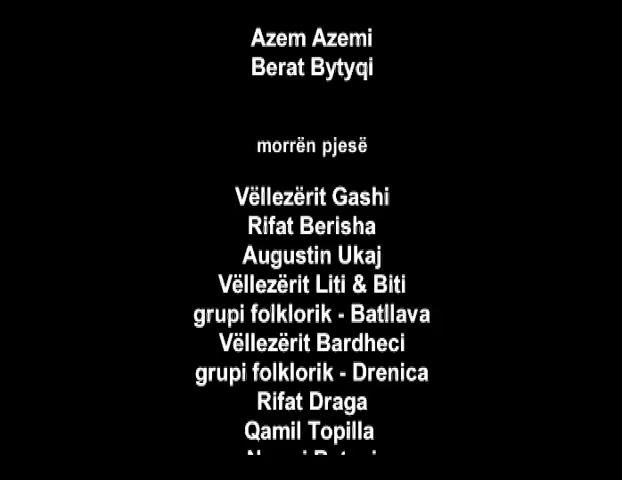 Azem Azemi
Berat Bytyqi
morrën pjesë
Vëllezërit Gashi
Rifat Berisha
Augustin Ukaj
Vëllezërit Liti & Biti
grupi folklorik - Batllava
Vëllezërit Bardheci
grupi folklorik - Drenica
Rifat Draga
Qamil Topilla